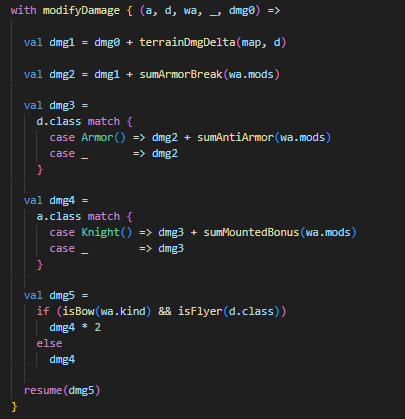 with modifyDamage { (a, d, wa, _, dmg0) =>
val dmg1 = dmg0 + terrainDmgDelta(map, d)
val dmg2 = dmg1 + sumArmorBreak(wa.mods)
val dmg3 =
d.class match {
case Armor() => dmg2 + sumAntiArmor(wa.mods)
case _       => dmg2
}
val dmg4 =
a.class match {
case Knight() => dmg3 + sumMountedBonus(wa.mods)
case _        => dmg3
}
val dmg5 =
if (isBow(wa.kind) && isFlyer(d.class))
dmg4 * 2
else
dmg4
resume(dmg5)
}